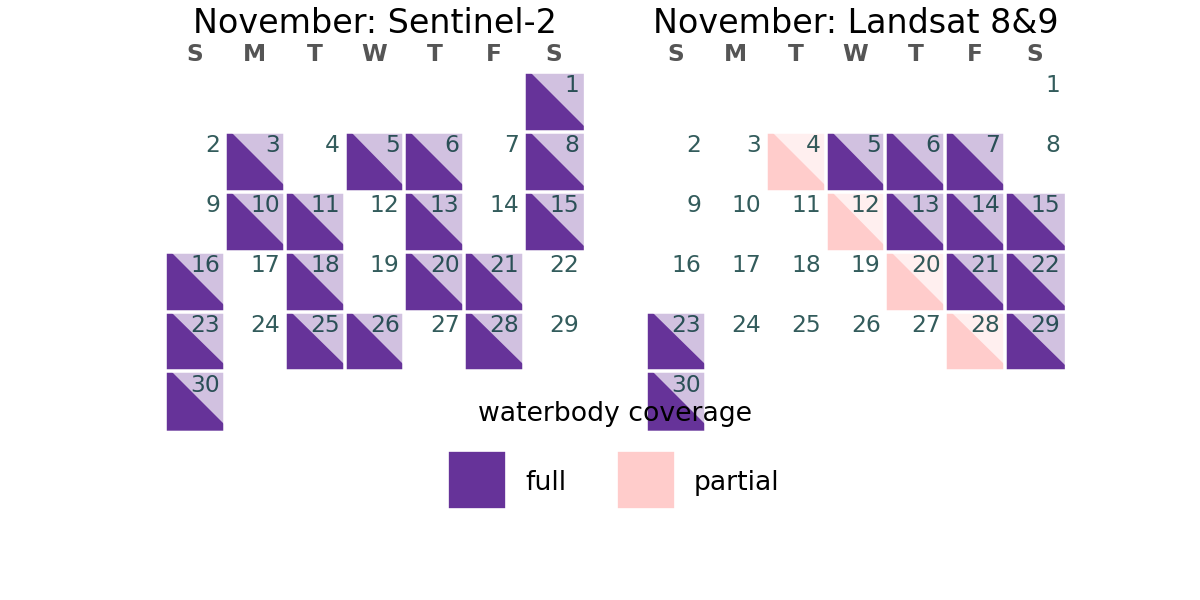 November: Sentinel-2
S M T W T F S
1
2 3 4 5 6 7 8
9 10 11 12 13 14 15
16 17 18 19 20 21 22
23 24 25 26 27 28 29
30
November: Landsat 8&9
S M T W T F S
1
2 3 4 5 6 7 8
9 10 11 12 13 14 15
16 17 18 19 20 21 22
23 24 25 26 27 28 29
30
waterbody coverage
full partial